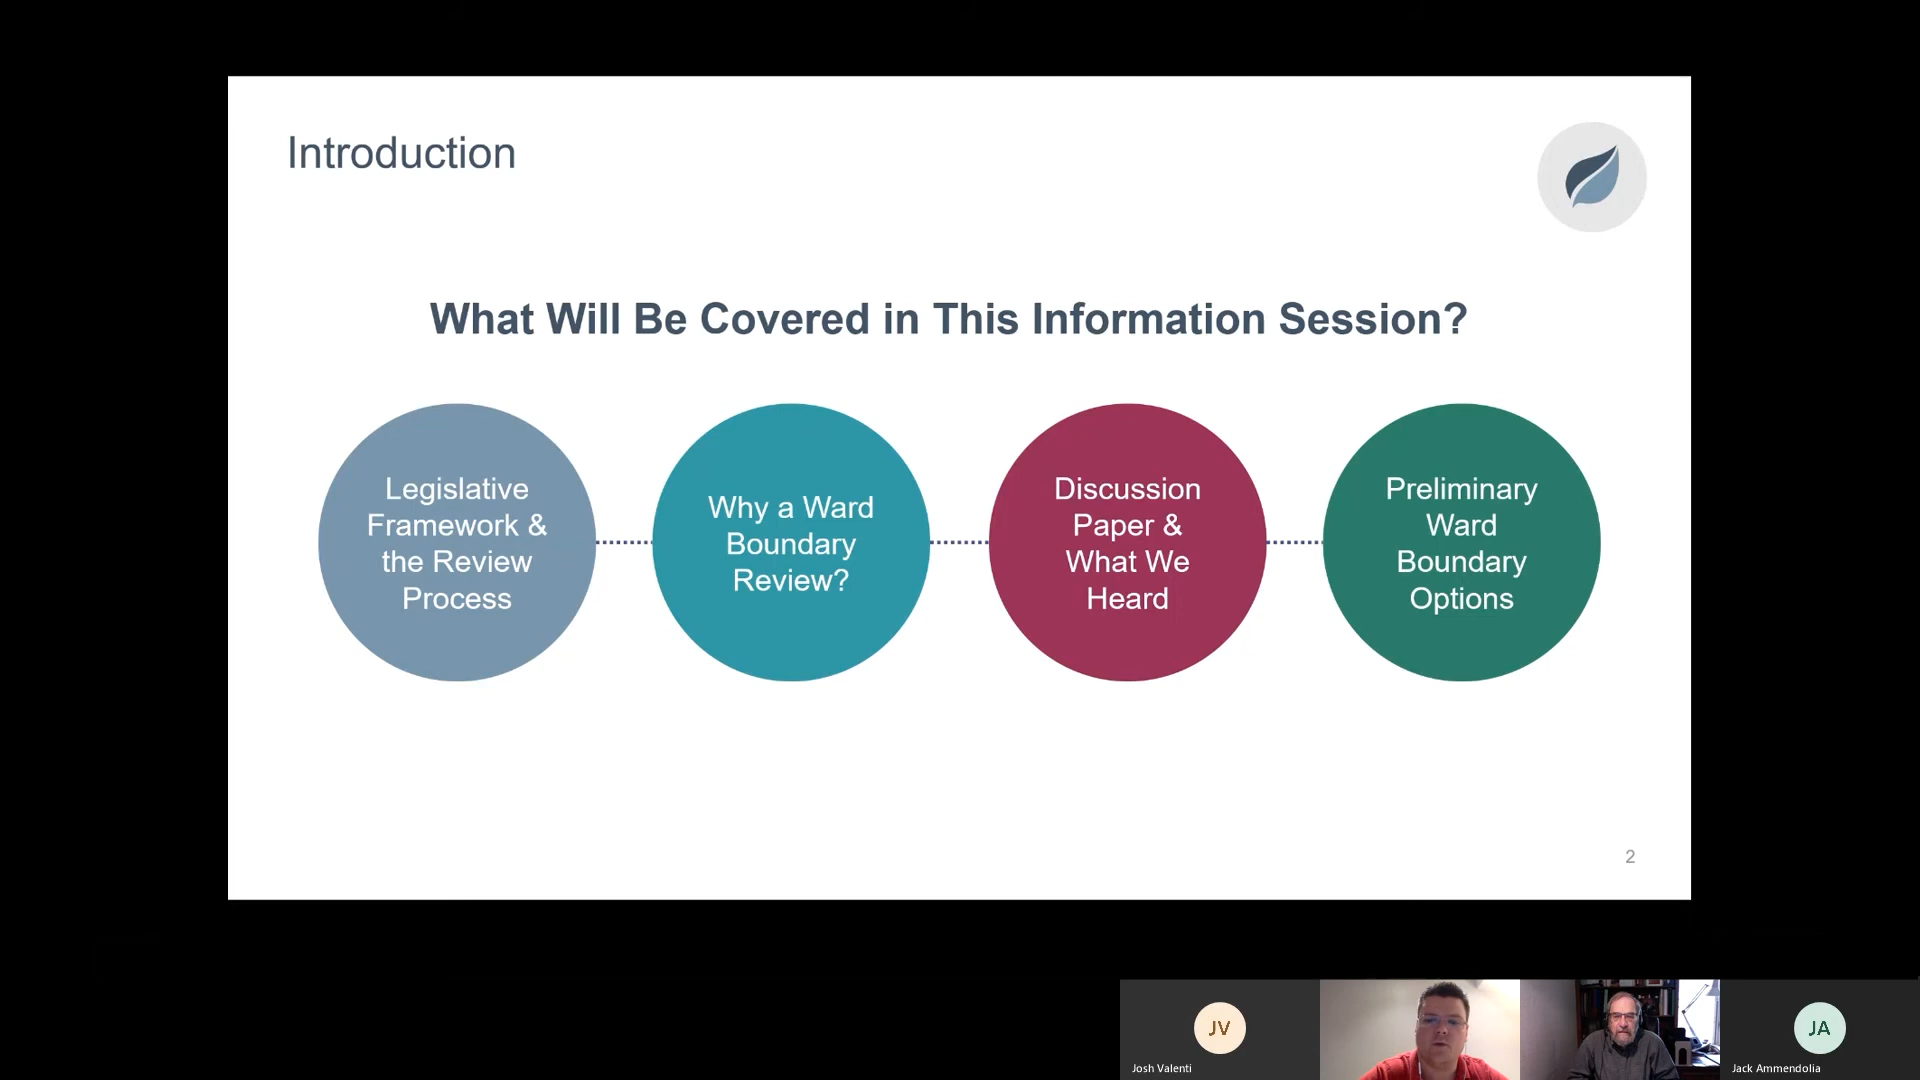 Introduction
What Will Be Covered in This Information Session?
Legislative
Framework &
the Review
Process
Why a Ward
Boundary
Review?
Discussion
Paper &
What We
Heard
Preliminary
Ward
Boundary
Options
2
JV
Josh Valenti
JA
Jack Ammendolia